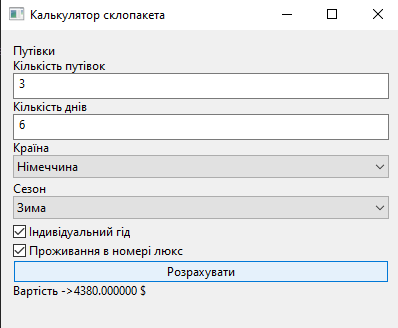 Калькулятор склопакета
Путівки
Кількість путівок
3
Кількість днів
6
Країна
Німеччина
Сезон
Зима
Індивідуальний гід
Проживання в номері люкс
Розрахувати
Вартість ->4380.000000 $